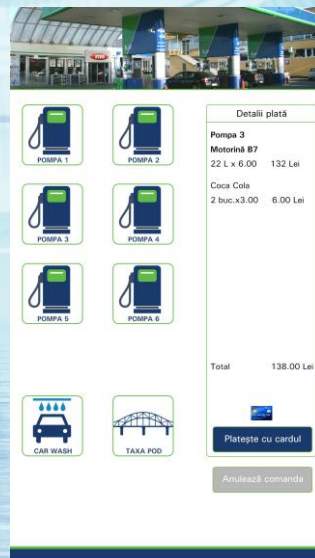 POMPA 1
POMPA 2
POMPA 3
POMPA 4
POMPA 5
POMPA 6
CAR WASH
TAXA POD
Detalii plată
Pompa 3
Motorină B7
22 L x 6.00 132 Lei
Coca Cola
2 buc.x3.00 6.00 Lei
Total 138.00 Lei
Platește cu cardul
Anulează comanda